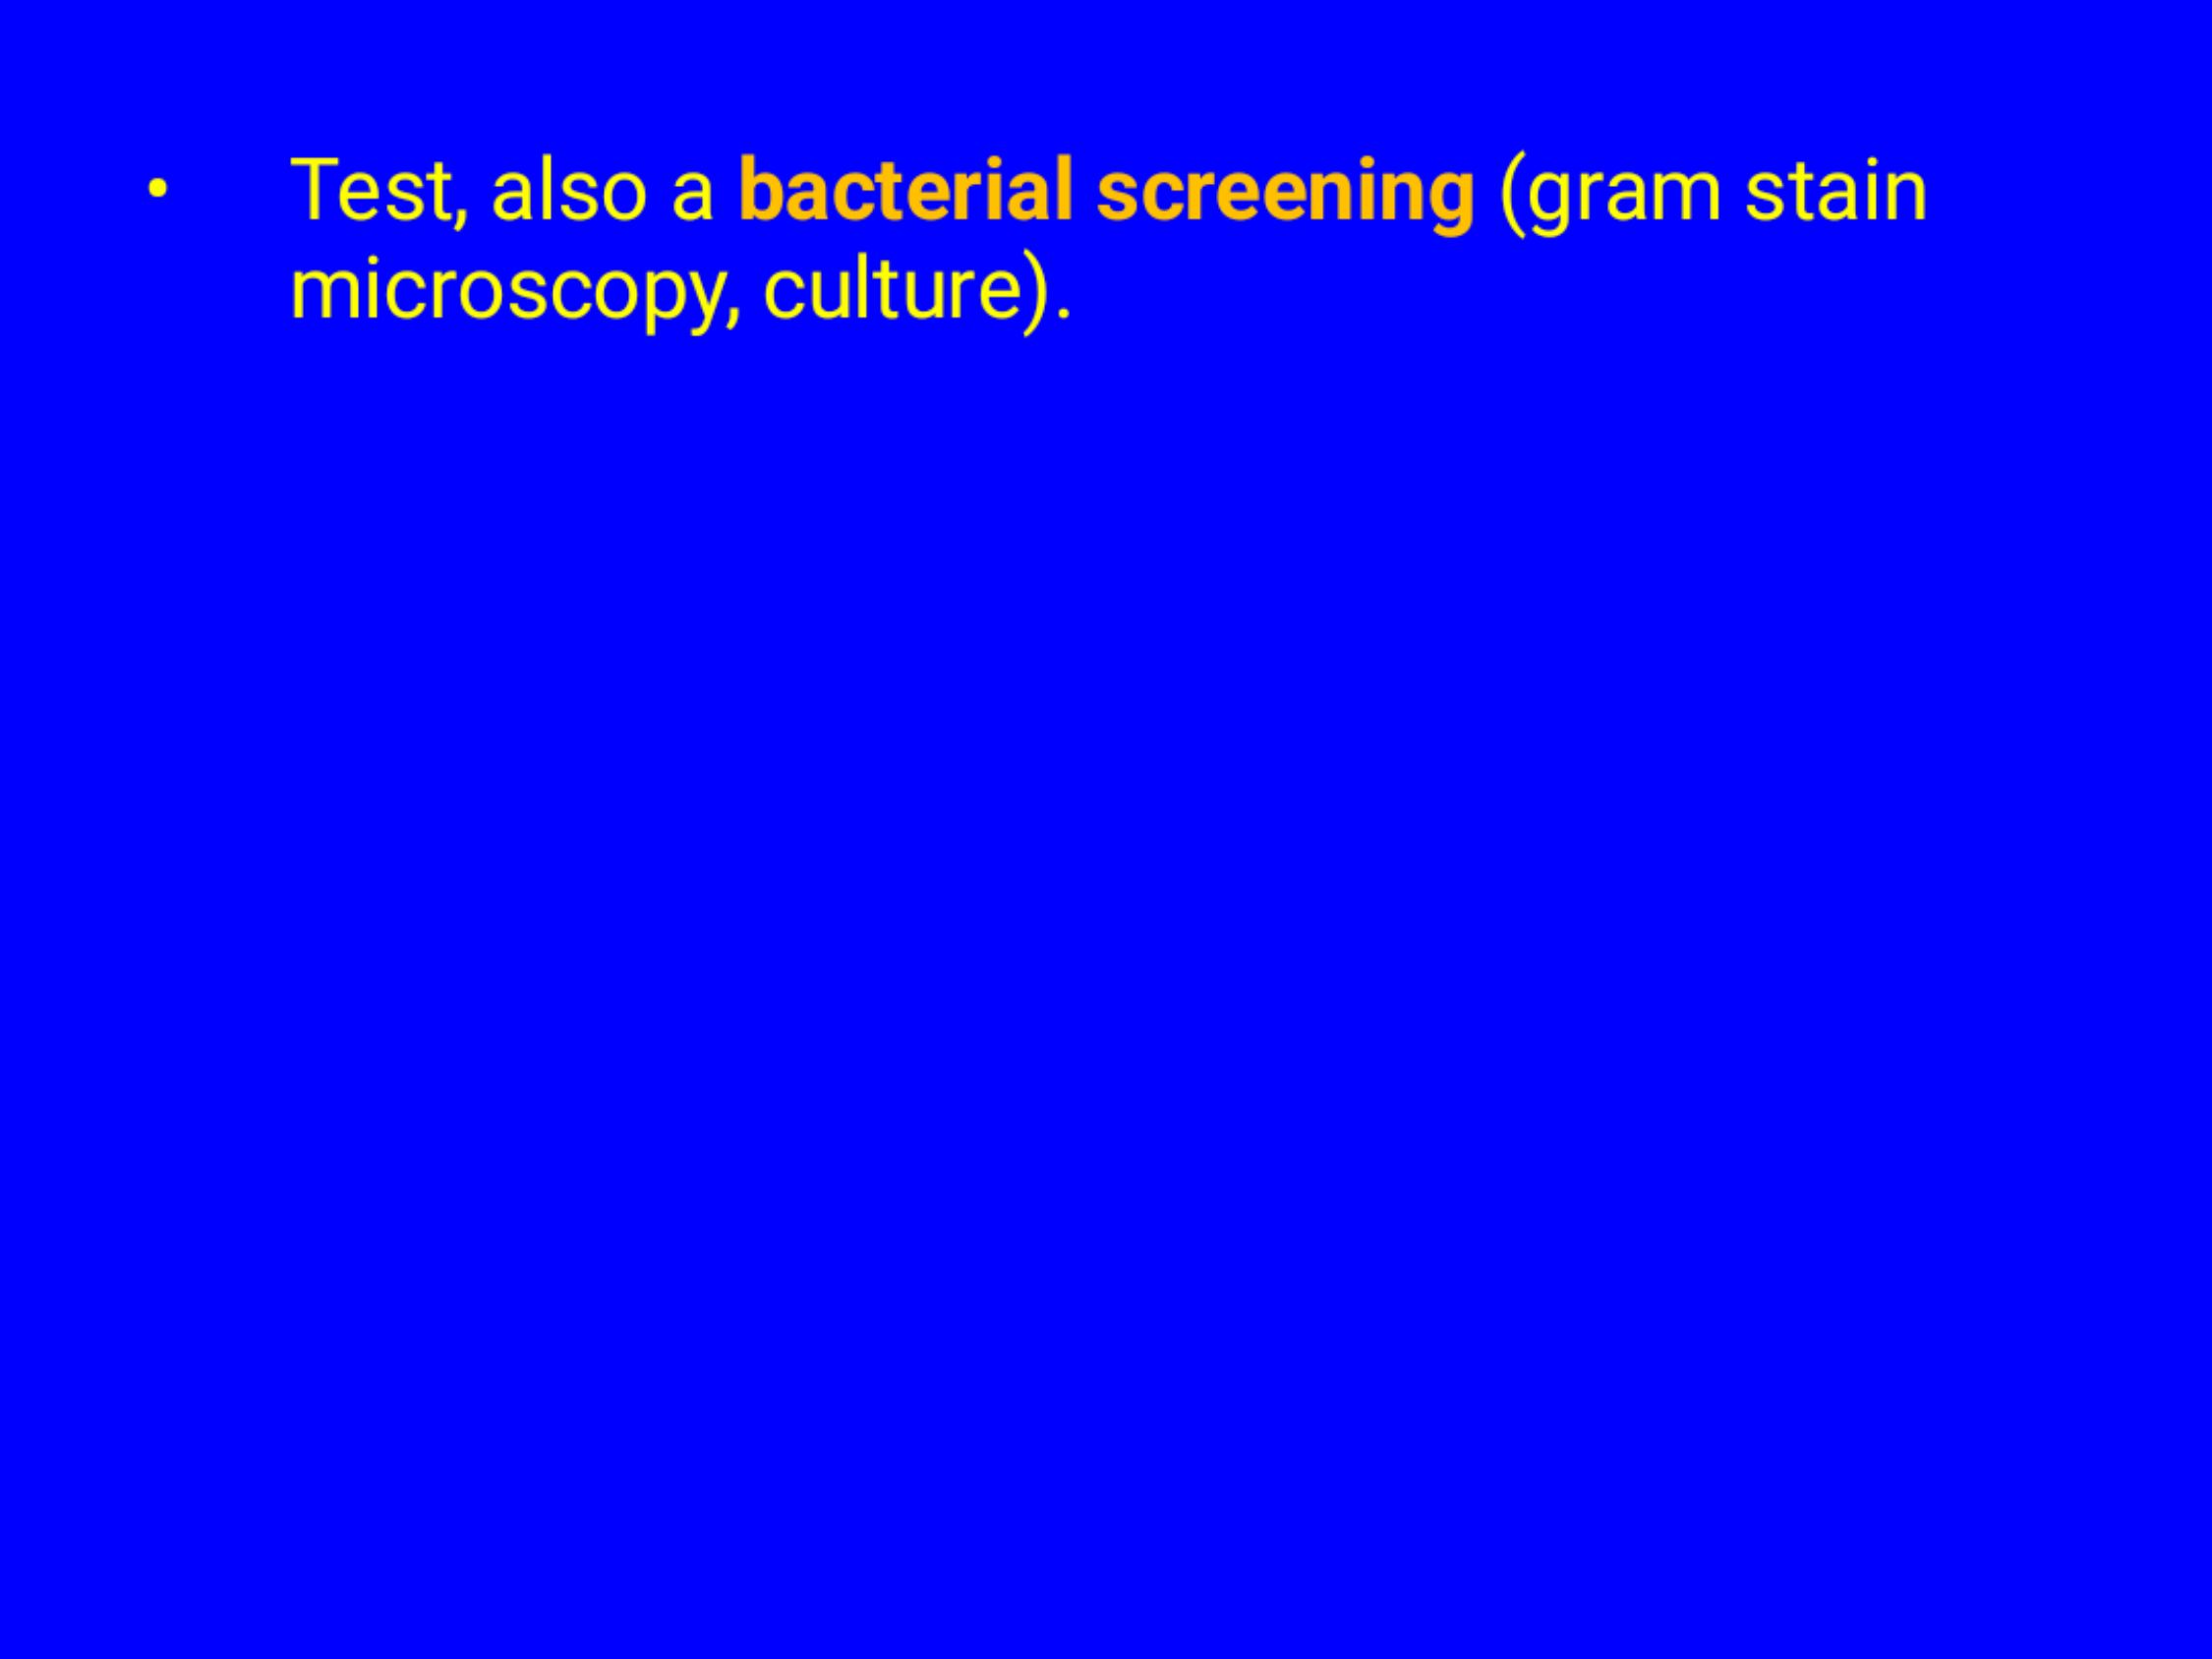 • Test, also a bacterial screening (gram stain
microscopy, culture).